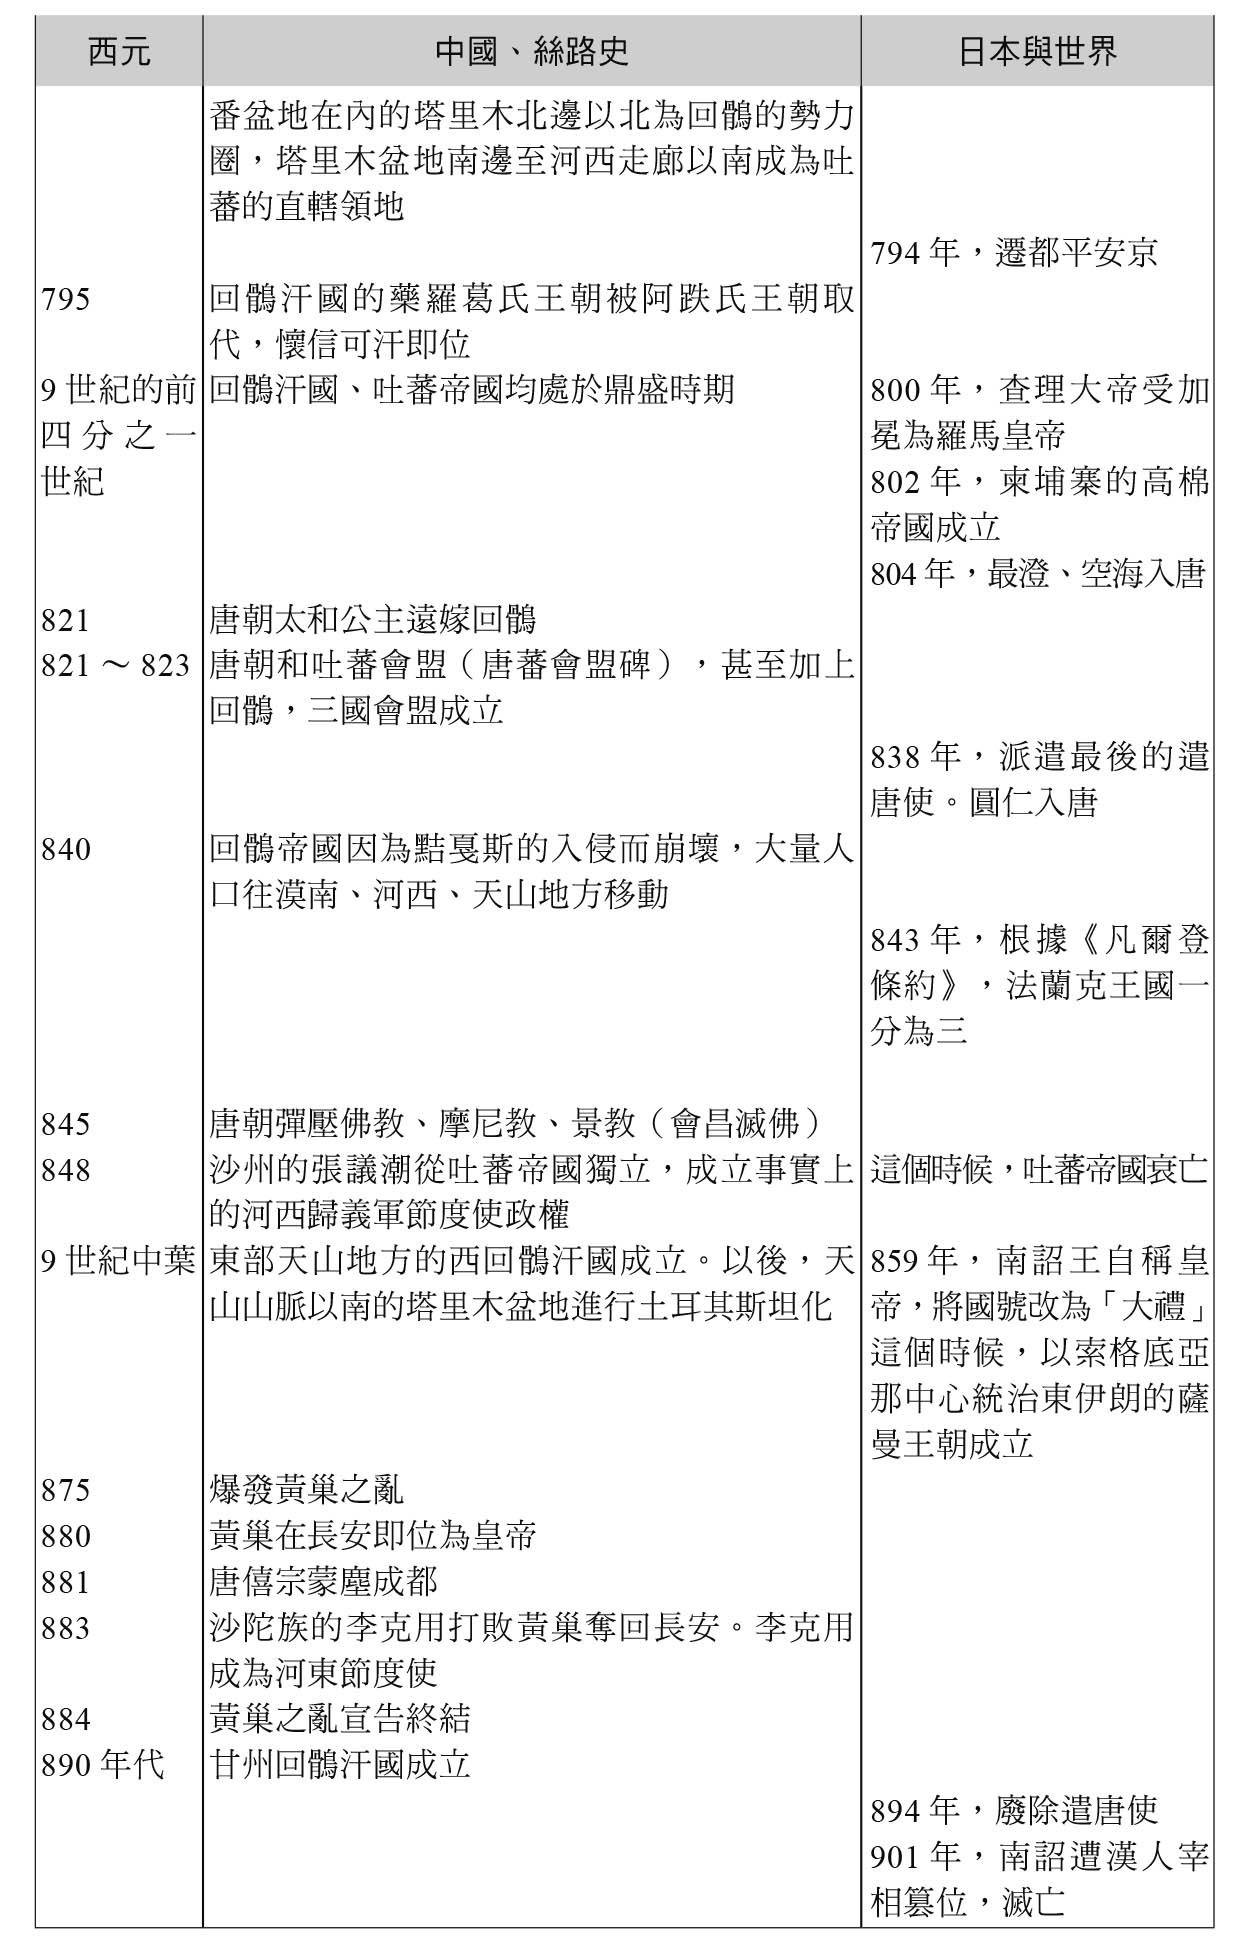 西元 中國、絲路史 日本與世界
番盆地在內的塔里木北邊以北為回鶻的勢力
圈，塔里木盆地南邊至河西走廊以南成為吐
蕃的直轄領地
794 年，遷都平安京
795 回鶻汗國的藥羅葛氏王朝被阿跌氏王朝取
代，懷信可汗即位
9 世紀的前 回鶻汗國、吐蕃帝國均處於鼎盛時期 800 年，查理大帝受加
四分之一 冕為羅馬皇帝
世紀 802 年，柬埔寨的高棉
帝國成立
804 年，最澄、空海入唐
821 唐朝太和公主遠嫁回鶻
821 ～ 823 唐朝和吐蕃會盟（唐蕃會盟碑），甚至加上
回鶻，三國會盟成立
838 年，派遣最後的遣
唐使。圓仁入唐
840 回鶻帝國因為黠戛斯的入侵而崩壞，大量人
口往漠南、河西、天山地方移動
843 年，根據《凡爾登
條約》，法蘭克王國一
分為三
845 唐朝彈壓佛教、摩尼教、景教（會昌滅佛）
848 沙州的張議潮從吐蕃帝國獨立，成立事實上 這個時候，吐蕃帝國衰亡
的河西歸義軍節度使政權
9 世紀中葉 東部天山地方的西回鶻汗國成立。以後，天 859 年，南詔王自稱皇
山山脈以南的塔里木盆地進行土耳其斯坦化 帝，將國號改為「大禮」
這個時候，以索格底亞
那中心統治東伊朗的薩
曼王朝成立
875 爆發黃巢之亂
880 黃巢在長安即位為皇帝
881 唐僖宗蒙塵成都
883 沙陀族的李克用打敗黃巢奪回長安。李克用
成為河東節度使
884 黃巢之亂宣告終結
890 年代 甘州回鶻汗國成立
894 年，廢除遣唐使
901 年，南詔遭漢人宰
相篡位，滅亡